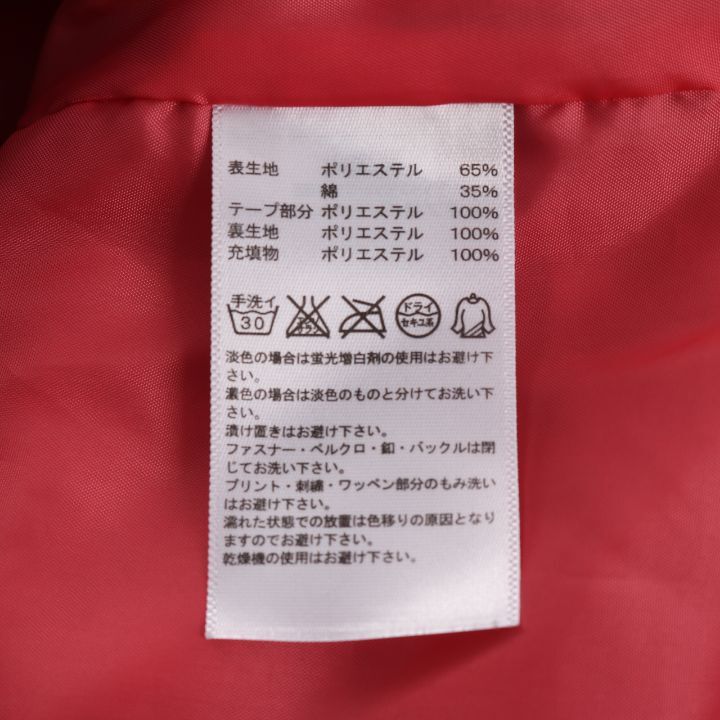 表生地 ポリエステル 65%
綿 35%
テープ部分 ポリエステル 100%
裏生地 ポリエステル 100%
充填物 ポリエステル 100%
手洗イ 30 エンソサラシ ドライ セキユ系
淡色の場合は蛍光増白剤の使用はお避け下
さい。
濃色の場合は淡色のものと分けてお洗い下
さい。
漬け置きはお避け下さい。
ファスナー・ベルクロ・釦・バックルは閉
じてお洗い下さい。
プリント・刺繍・ワッペン部分のもみ洗い
はお避け下さい。
濡れた状態での放置は色移りの原因となり
ますのでお避け下さい。
乾燥機の使用はお避け下さい。